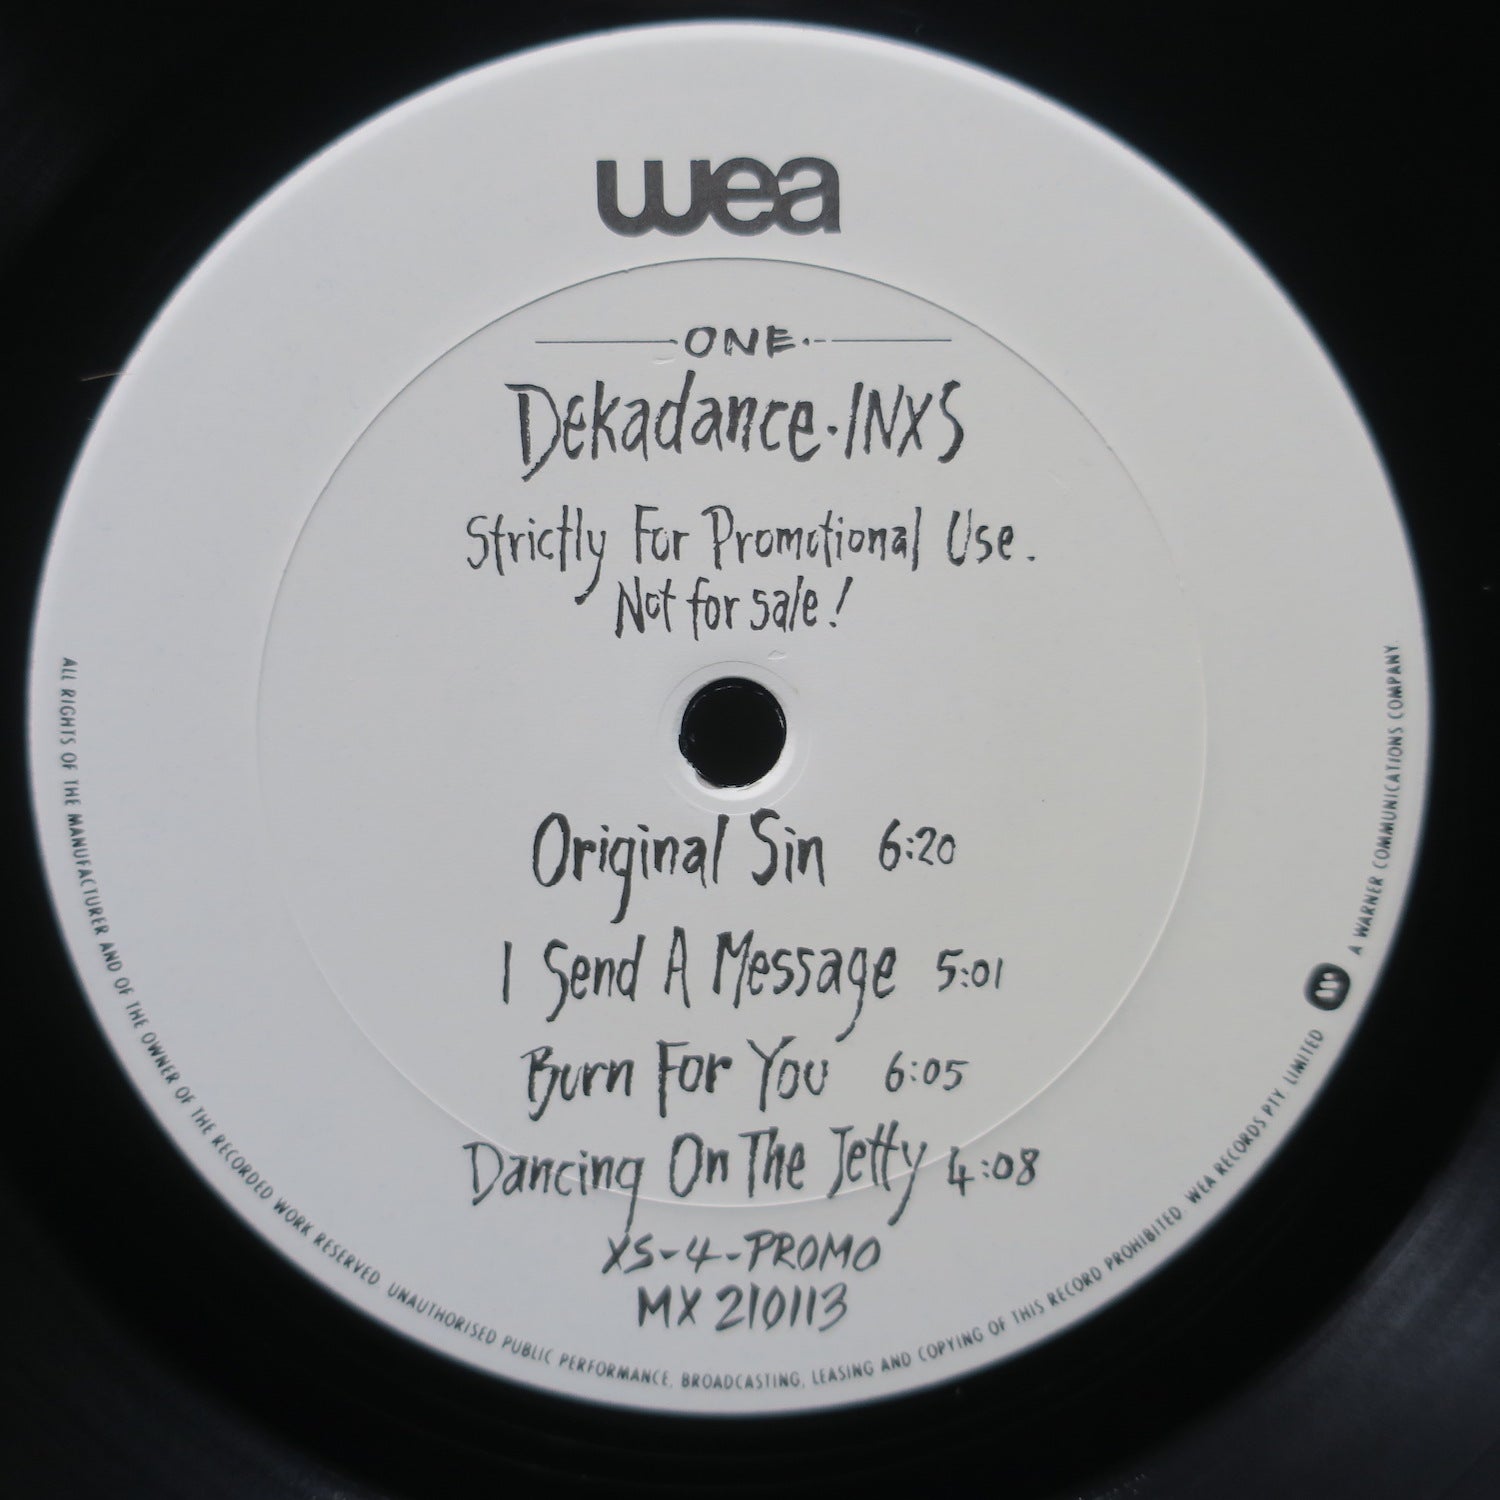 wea
ONE.
Dekadance·INXS
Strictly For Promotional Use.
Not for sale!
Original Sin 6:20
I Send A Message 5:01
Burn For You 6:05
Dancing On The Jetty 4:08
XS-4-PROMO
MX 210113
ALL RIGHTS OF THE MANUFACTURER AND OF THE OWNER OF THE RECORDED WORK RESERVED UNAUTHORISED PUBLIC PERFORMANCE, BROADCASTING, LEASING AND COPYING OF THIS RECORD PROHIBITED WEA RECORDS PTY. LIMITED A WARNER COMMUNICATIONS COMPANY